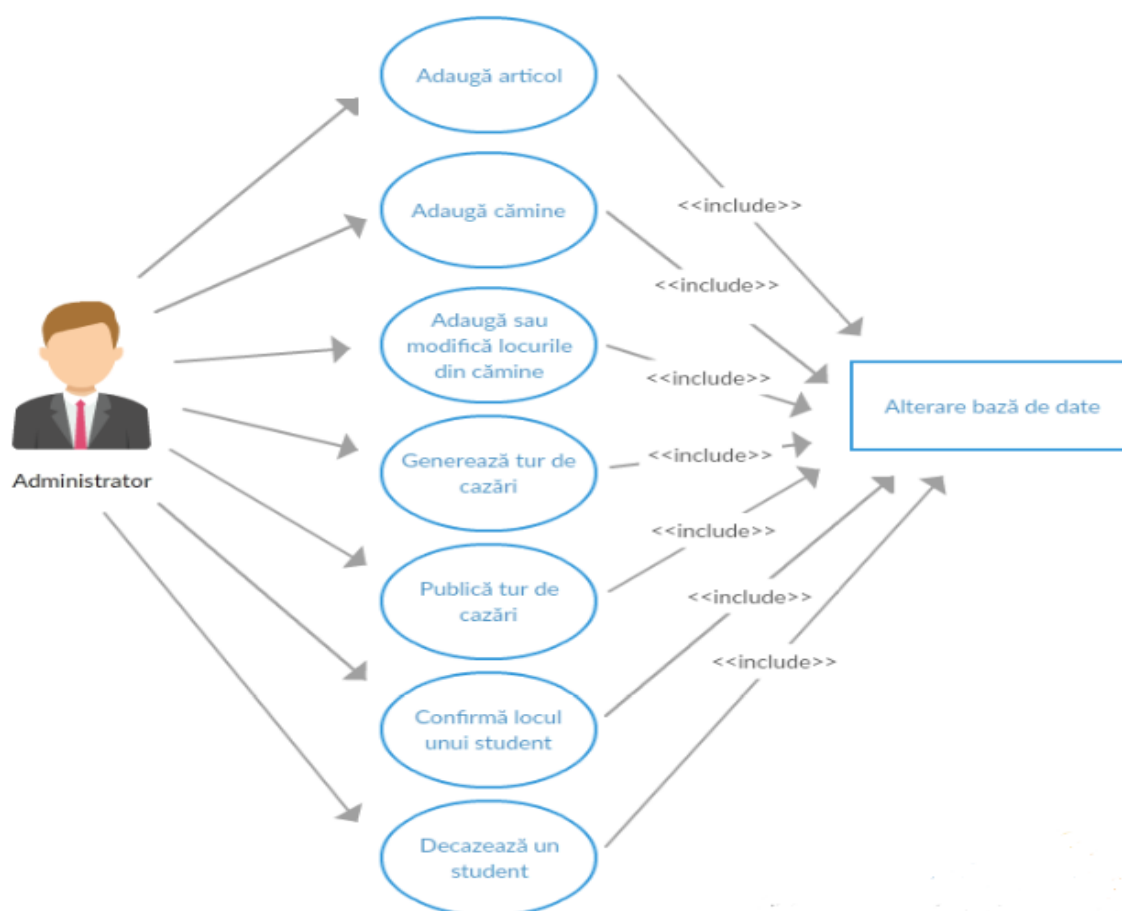 Adaugă articol
<<include>>
Adaugă cămine
<<include>>
Adaugă sau
modifică locurile
din cămine
<<include>>
Alterare bază de date
Generează tur de
cazări
<<include>>
Administrator
<<include>>
Publică tur de
cazări
<<include>>
<<include>>
Confirmă locul
unui student
Decazează un
student